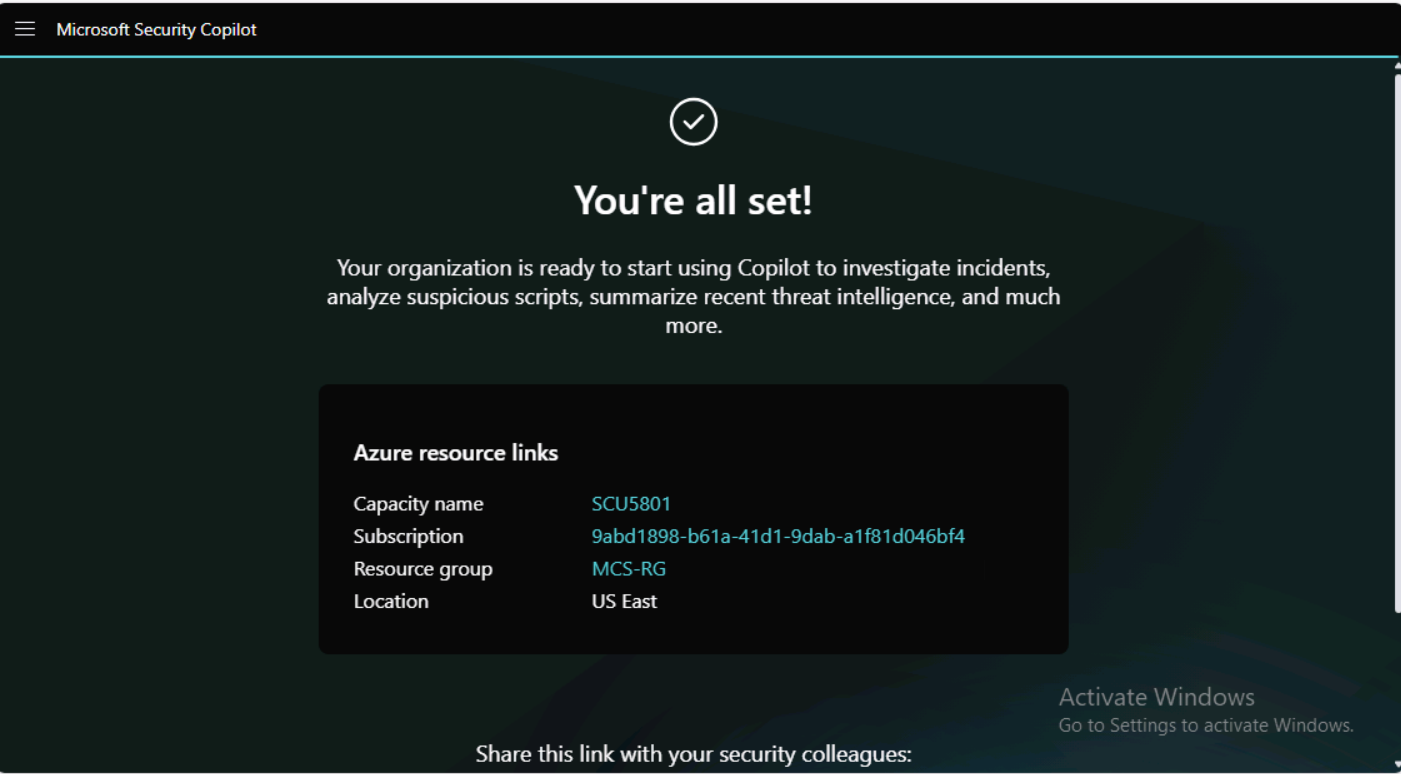 Microsoft Security Copilot
You're all set!
Your organization is ready to start using Copilot to investigate incidents,
analyze suspicious scripts, summarize recent threat intelligence, and much
more.
Azure resource links
Capacity name SCU5801
Subscription 9abd1898-b61a-41d1-9dab-a1f81d046bf4
Resource group MCS-RG
Location US East
Activate Windows
Go to Settings to activate Windows.
Share this link with your security colleagues: